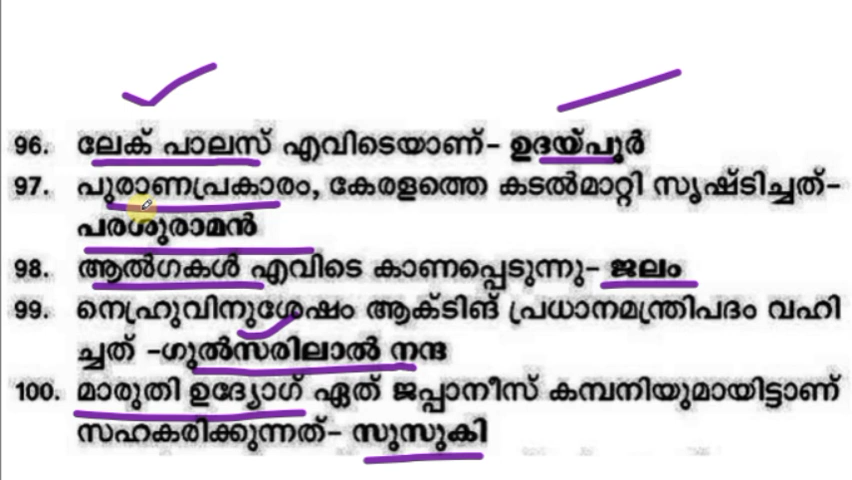 96. ലേക് പാലസ് എവിടെയാണ്– ഉദയ്പൂർ
97. പുരാണപ്രകാരം, കേരളത്തെ കടൽമാറ്റി സൃഷ്ടിച്ചത്–
പരശുരാമൻ
98. ആൽഗകൾ എവിടെ കാണപ്പെടുന്നു– ജലം
99. നെഹ്രുവിനുശേഷം ആക്ടിങ് പ്രധാനമന്ത്രിപദം വഹി
ച്ചത് –ഗുൽസരിലാൽ നന്ദ
100. മാരുതി ഉദ്യോഗ് ഏത് ജപ്പാനീസ് കമ്പനിയുമായിട്ടാണ്
സഹകരിക്കുന്നത്– സുസുകി